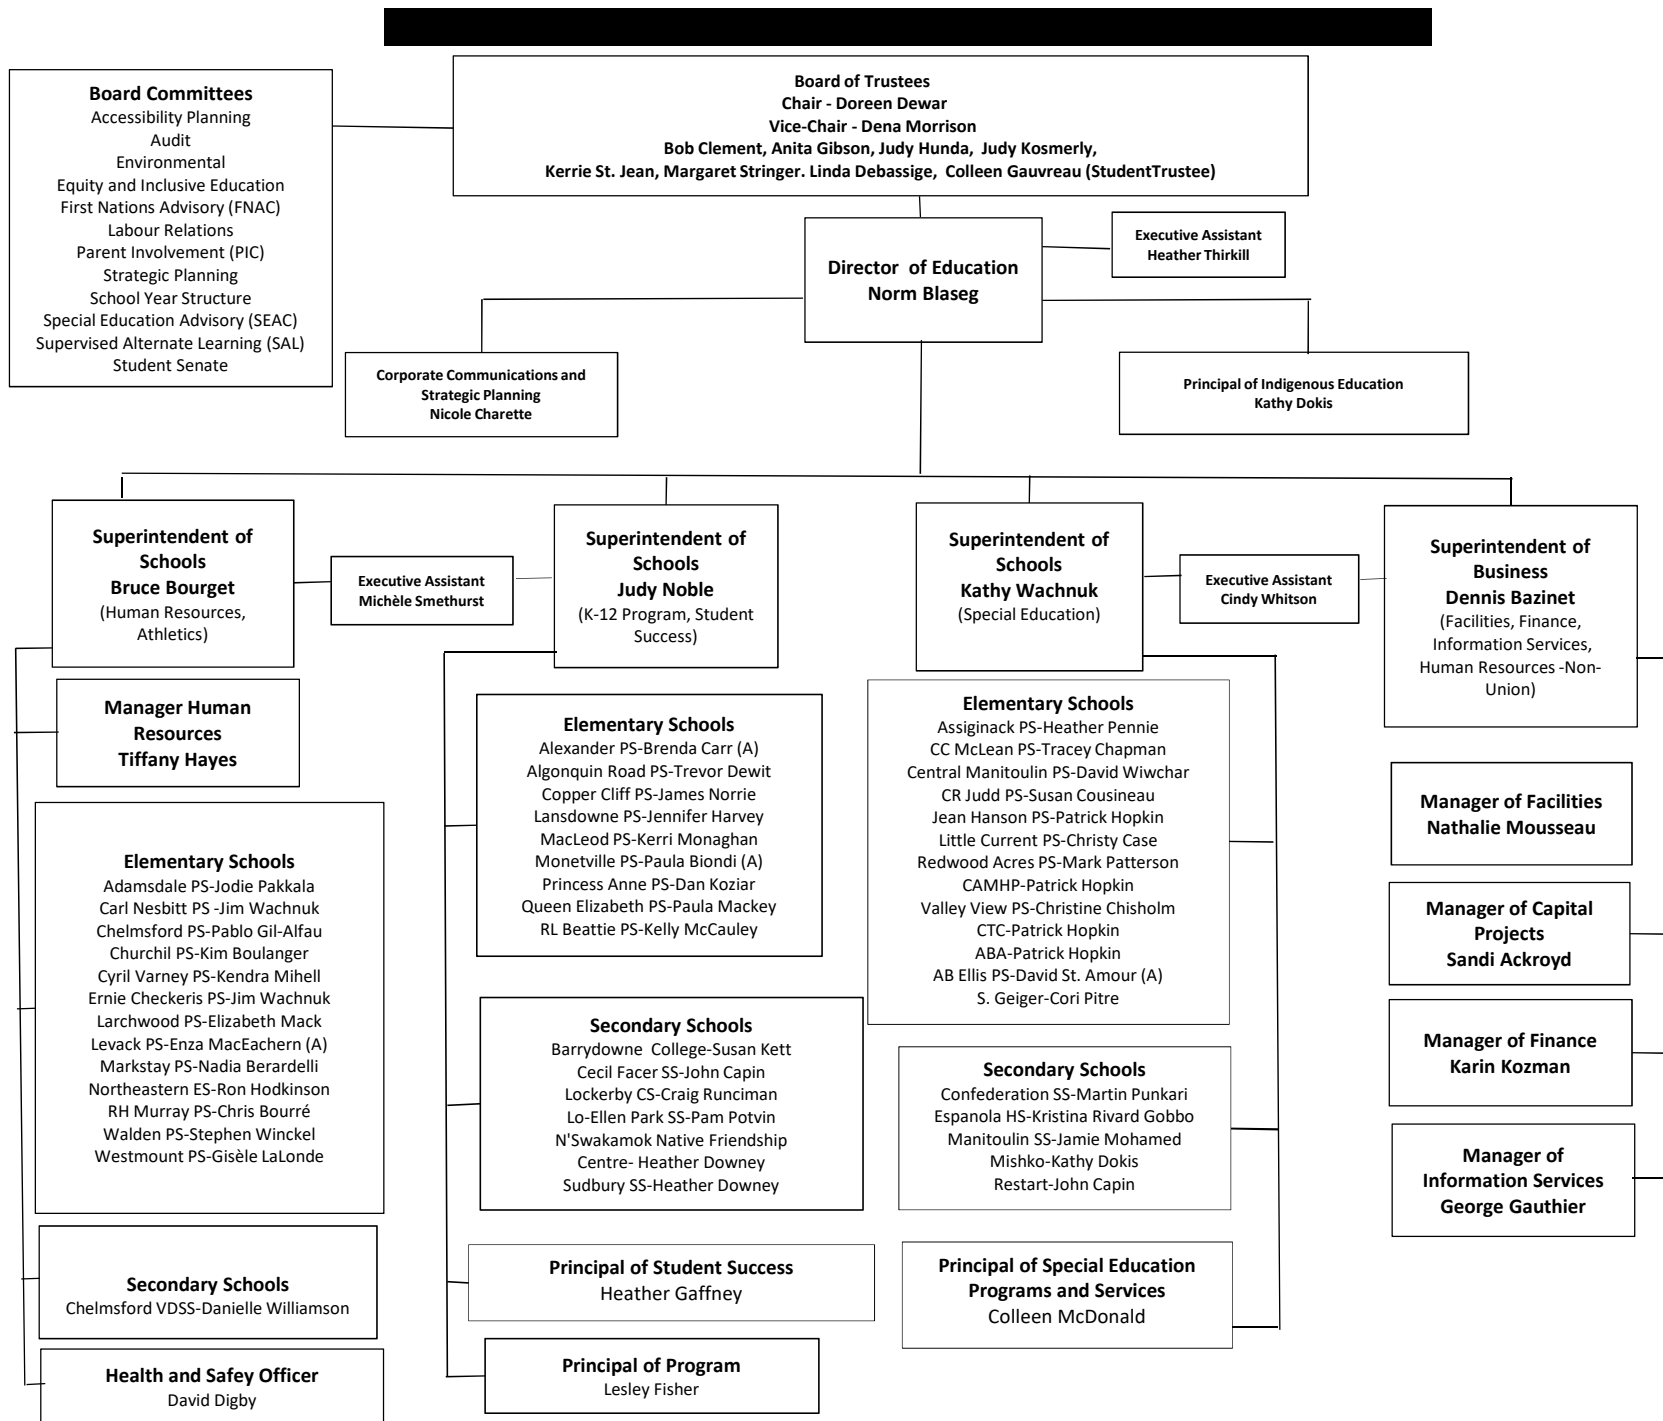 Board Committees
Accessibility Planning
Audit
Environmental
Equity and Inclusive Education
First Nations Advisory (FNAC)
Labour Relations
Parent Involvement (PIC)
Strategic Planning
School Year Structure
Special Education Advisory (SEAC)
Supervised Alternate Learning (SAL)
Student Senate
Board of Trustees
Chair - Doreen Dewar
Vice-Chair - Dena Morrison
Bob Clement, Anita Gibson, Judy Hunda, Judy Kosmerly,
Kerrie St. Jean, Margaret Stringer. Linda Debassige, Colleen Gauvreau (StudentTrustee)
Director of Education
Norm Blaseg
Executive Assistant
Heather Thirkill
Corporate Communications and
Strategic Planning
Nicole Charette
Principal of Indigenous Education
Kathy Dokis
Superintendent of
Schools
Bruce Bourget
(Human Resources,
Athletics)
Executive Assistant
Michèle Smethurst
Superintendent of
Schools
Judy Noble
(K-12 Program, Student
Success)
Superintendent of
Schools
Kathy Wachnuk
(Special Education)
Executive Assistant
Cindy Whitson
Superintendent of
Business
Dennis Bazinet
(Facilities, Finance,
Information Services,
Human Resources -Non-
Union)
Manager Human
Resources
Tiffany Hayes
Elementary Schools
Adamsdale PS-Jodie Pakkala
Carl Nesbitt PS -Jim Wachnuk
Chelmsford PS-Pablo Gil-Alfau
Churchil PS-Kim Boulanger
Cyril Varney PS-Kendra Mihell
Ernie Checkeris PS-Jim Wachnuk
Larchwood PS-Elizabeth Mack
Levack PS-Enza MacEachern (A)
Markstay PS-Nadia Berardelli
Northeastern ES-Ron Hodkinson
RH Murray PS-Chris Bourré
Walden PS-Stephen Winckel
Westmount PS-Gisèle LaLonde
Secondary Schools
Chelmsford VDSS-Danielle Williamson
Health and Safey Officer
David Digby
Elementary Schools
Alexander PS-Brenda Carr (A)
Algonquin Road PS-Trevor Dewit
Copper Cliff PS-James Norrie
Lansdowne PS-Jennifer Harvey
MacLeod PS-Kerri Monaghan
Monetville PS-Paula Biondi (A)
Princess Anne PS-Dan Koziar
Queen Elizabeth PS-Paula Mackey
RL Beattie PS-Kelly McCauley
Secondary Schools
Barrydowne College-Susan Kett
Cecil Facer SS-John Capin
Lockerby CS-Craig Runciman
Lo-Ellen Park SS-Pam Potvin
N'Swakamok Native Friendship
Centre- Heather Downey
Sudbury SS-Heather Downey
Principal of Student Success
Heather Gaffney
Principal of Program
Lesley Fisher
Elementary Schools
Assiginack PS-Heather Pennie
CC McLean PS-Tracey Chapman
Central Manitoulin PS-David Wiwchar
CR Judd PS-Susan Cousineau
Jean Hanson PS-Patrick Hopkin
Little Current PS-Christy Case
Redwood Acres PS-Mark Patterson
CAMHP-Patrick Hopkin
Valley View PS-Christine Chisholm
CTC-Patrick Hopkin
ABA-Patrick Hopkin
AB Ellis PS-David St. Amour (A)
S. Geiger-Cori Pitre
Secondary Schools
Confederation SS-Martin Punkari
Espanola HS-Kristina Rivard Gobbo
Manitoulin SS-Jamie Mohamed
Mishko-Kathy Dokis
Restart-John Capin
Principal of Special Education
Programs and Services
Colleen McDonald
Manager of Facilities
Nathalie Mousseau
Manager of Capital
Projects
Sandi Ackroyd
Manager of Finance
Karin Kozman
Manager of
Information Services
George Gauthier